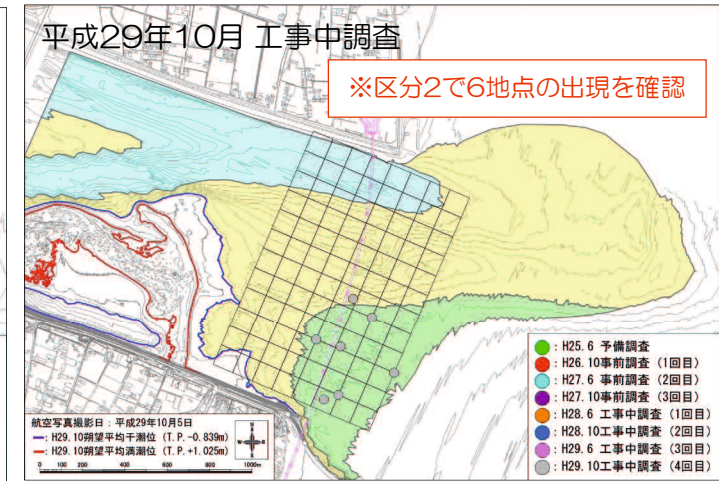 平成29年10月 工事中調査
※区分2で6地点の出現を確認
: H25.6 予備調査
: H26.10事前調査（1回目）
: H27.6 事前調査（2回目）
: H27.10事前調査（3回目）
: H28.6 工事中調査（1回目）
: H28.10工事中調査（2回目）
: H29.6 工事中調査（3回目）
: H29.10工事中調査（4回目）
航空写真撮影日：平成29年10月5日
: H29.10朔望平均干潮位（T.P.-0.839m）
: H29.10朔望平均満潮位（T.P.+1.025m）
N
W E
S
0 100 200 300 400 500 1000m